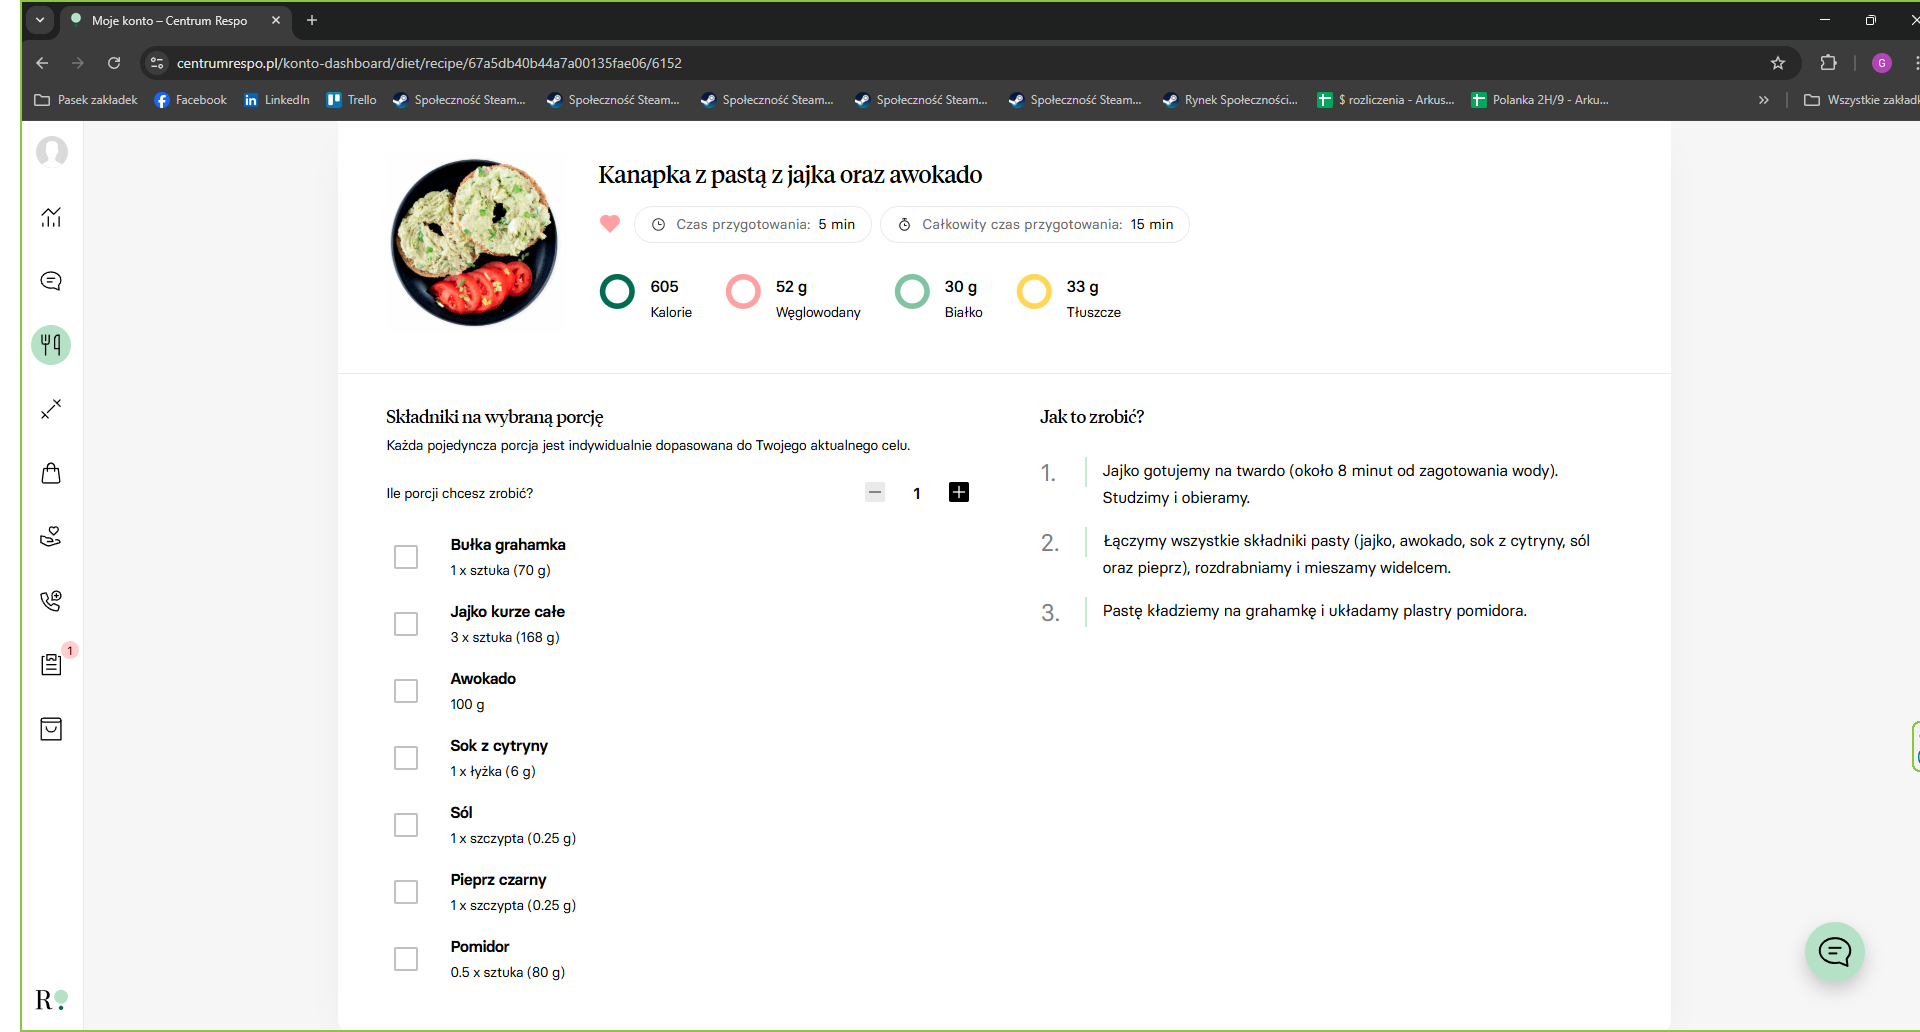 Moje konto – Centrum Respo
centrumrespo.pl/konto-dashboard/diet/recipe/67a5db40b44a7a00135fae06/6152
G
Pasek zakładek Facebook LinkedIn Trello Społeczność Steam... Społeczność Steam... Społeczność Steam... Społeczność Steam... Społeczność Steam... Rynek Społeczności... $ rozliczenia - Arkus... Polanka 2H/9 - Arku... Wszystkie zakład
Kanapka z pastą z jajka oraz awokado
Czas przygotowania: 5 min Całkowity czas przygotowania: 15 min
605 52 g 30 g 33 g
Kalorie Węglowodany Białko Tłuszcze
Składniki na wybraną porcję
Każda pojedyncza porcja jest indywidualnie dopasowana do Twojego aktualnego celu.
Ile porcji chcesz zrobić? 1
Bułka grahamka
1 x sztuka (70 g)
Jajko kurze całe
3 x sztuka (168 g)
Awokado
100 g
Sok z cytryny
1 x łyżka (6 g)
Sól
1 x szczypta (0.25 g)
Pieprz czarny
1 x szczypta (0.25 g)
Pomidor
0.5 x sztuka (80 g)
Jak to zrobić?
1. Jajko gotujemy na twardo (około 8 minut od zagotowania wody).
Studzimy i obieramy.
2. Łączymy wszystkie składniki pasty (jajko, awokado, sok z cytryny, sól
oraz pieprz), rozdrabniamy i mieszamy widelcem.
3. Pastę kładziemy na grahamkę i układamy plastry pomidora.
1
R